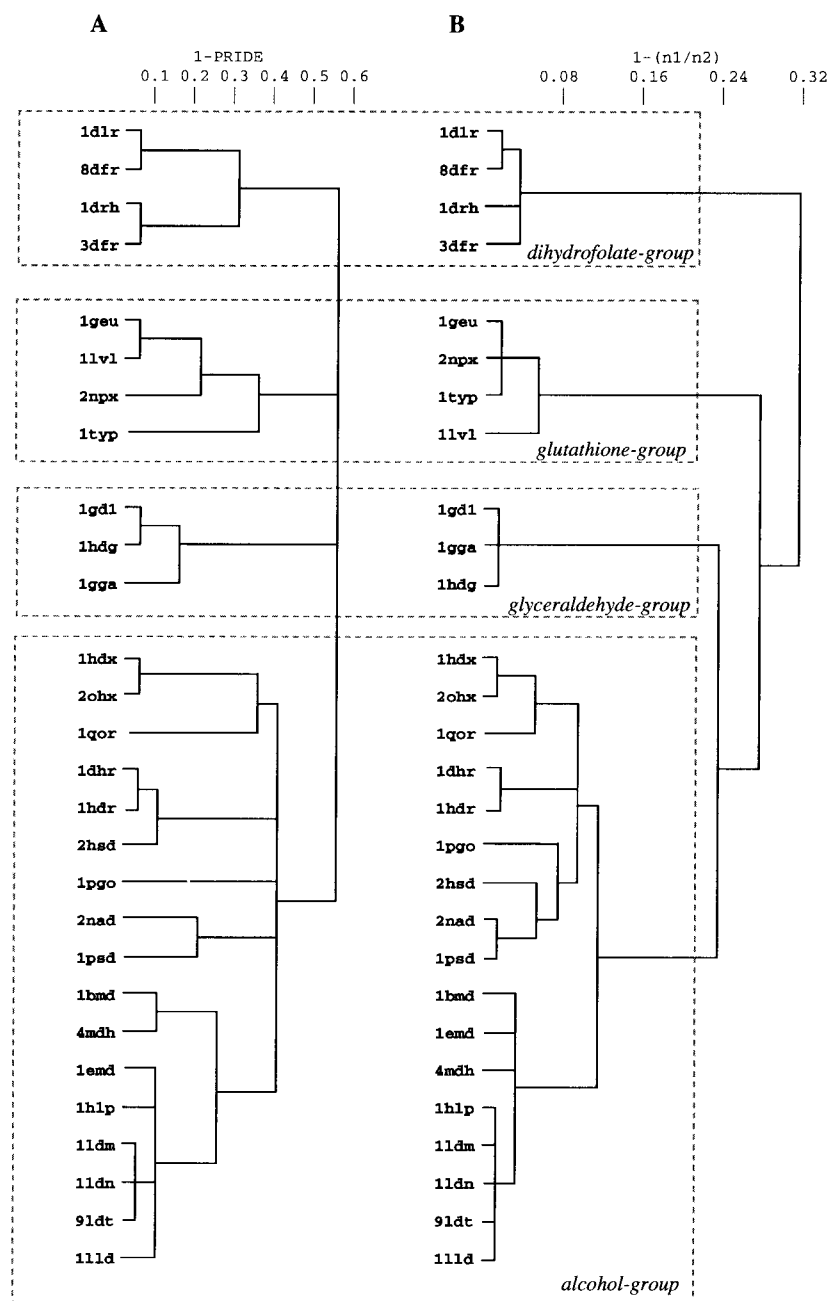 A B
1-PRIDE 1-(n1/n2)
0.1 0.2 0.3 0.4 0.5 0.6 0.08 0.16 0.24 0.32
1dlr 1dlr
8dfr 8dfr
1drh 1drh
3dfr 3dfr
dihydrofolate-group
1geu 1geu
1lvl 2npx
2npx 1typ
1typ 1lvl
glutathione-group
1gd1 1gd1
1hdg 1gga
1gga 1hdg
glyceraldehyde-group
1hdx 1hdx
2ohx 2ohx
1qor 1qor
1dhr 1dhr
1hdr 1hdr
2hsd 1pgo
1pgo 2hsd
2nad 2nad
1psd 1psd
1bmd 1bmd
4mdh 1emd
1emd 4mdh
1hlp 1hlp
1ldm 1ldm
1ldn 1ldn
9ldt 9ldt
1lld 1lld
alcohol-group